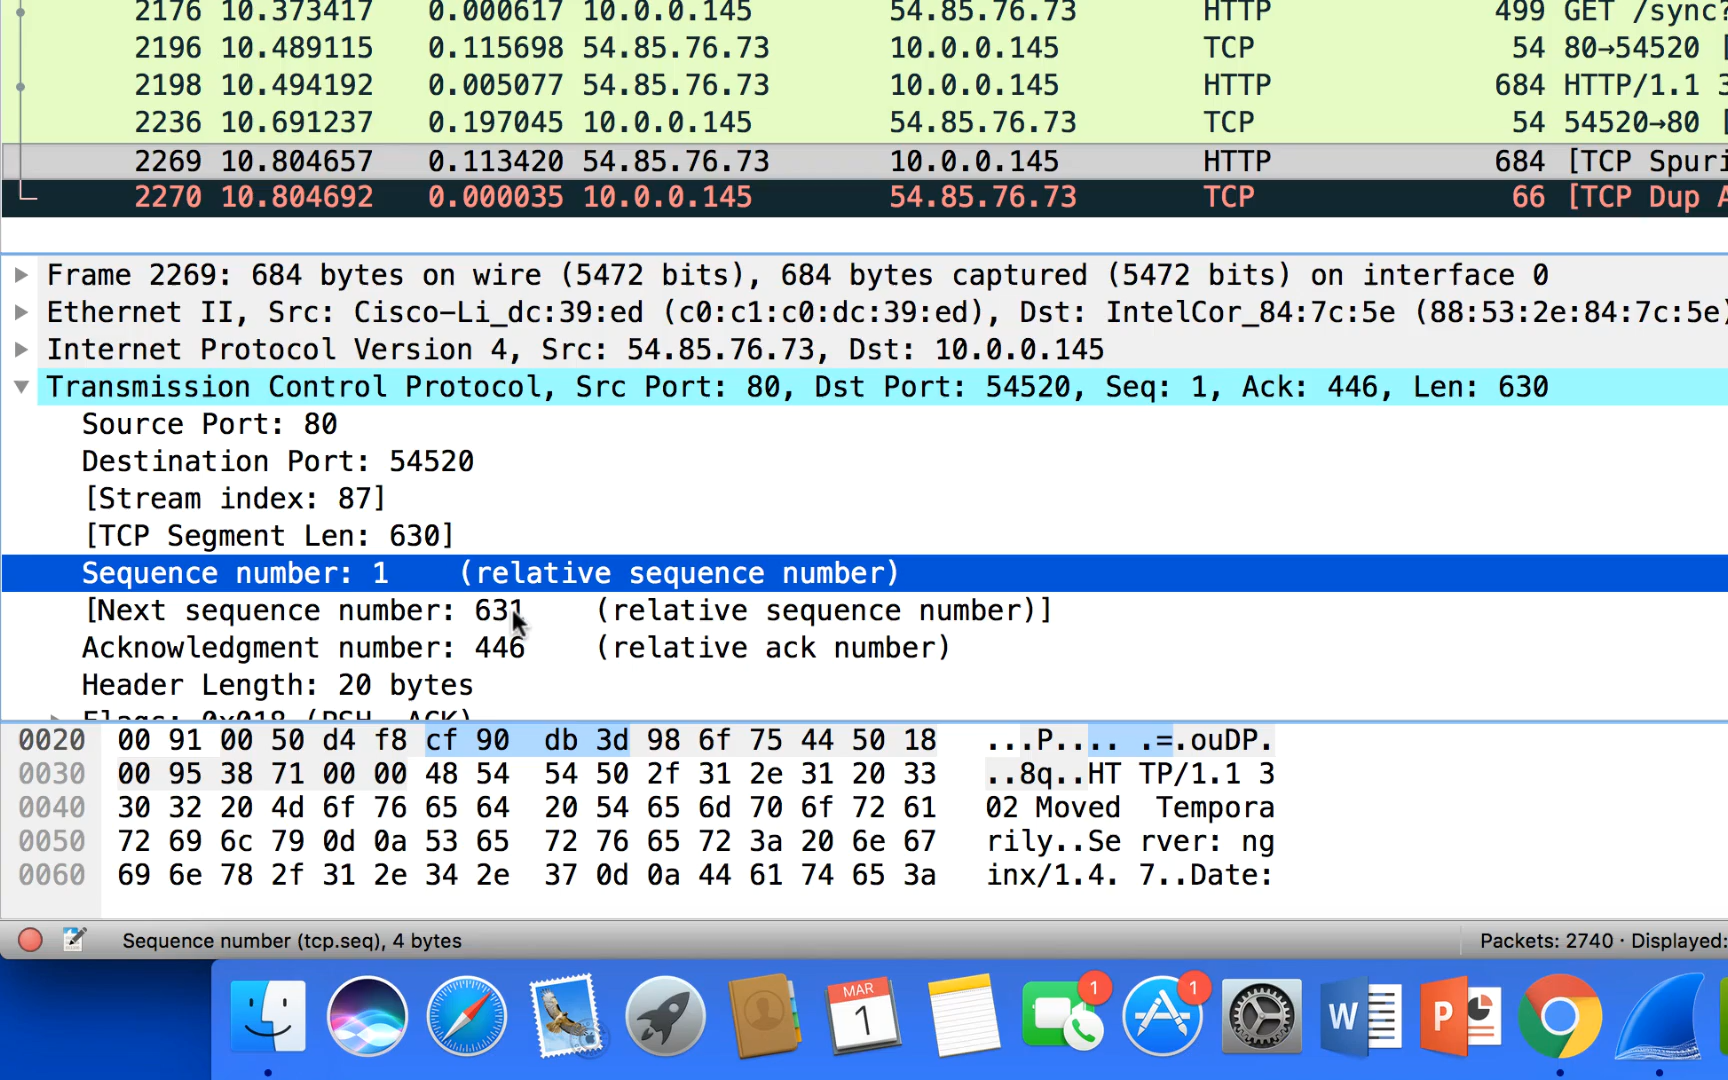 2176 10.373417 0.000617 10.0.0.145 54.85.76.73 HTTP 499 GET /sync?
2196 10.489115 0.115698 54.85.76.73 10.0.0.145 TCP 54 80→54520 [
2198 10.494192 0.005077 54.85.76.73 10.0.0.145 HTTP 684 HTTP/1.1 3
2236 10.691237 0.197045 10.0.0.145 54.85.76.73 TCP 54 54520→80 [
2269 10.804657 0.113420 54.85.76.73 10.0.0.145 HTTP 684 [TCP Spuri
2270 10.804692 0.000035 10.0.0.145 54.85.76.73 TCP 66 [TCP Dup A
Frame 2269: 684 bytes on wire (5472 bits), 684 bytes captured (5472 bits) on interface 0
Ethernet II, Src: Cisco-Li_dc:39:ed (c0:c1:c0:dc:39:ed), Dst: IntelCor_84:7c:5e (88:53:2e:84:7c:5e)
Internet Protocol Version 4, Src: 54.85.76.73, Dst: 10.0.0.145
Transmission Control Protocol, Src Port: 80, Dst Port: 54520, Seq: 1, Ack: 446, Len: 630
Source Port: 80
Destination Port: 54520
[Stream index: 87]
[TCP Segment Len: 630]
Sequence number: 1 (relative sequence number)
[Next sequence number: 631 (relative sequence number)]
Acknowledgment number: 446 (relative ack number)
Header Length: 20 bytes
Flags: 0x018 (PSH, ACK)
0020 00 91 00 50 d4 f8 cf 90 db 3d 98 6f 75 44 50 18 ...P.... .=.ouDP.
0030 00 95 38 71 00 00 48 54 54 50 2f 31 2e 31 20 33 ..8q..HT TP/1.1 3
0040 30 32 20 4d 6f 76 65 64 20 54 65 6d 70 6f 72 61 02 Moved Tempora
0050 72 69 6c 79 0d 0a 53 65 72 76 65 72 3a 20 6e 67 rily..Se rver: ng
0060 69 6e 78 2f 31 2e 34 2e 37 0d 0a 44 61 74 65 3a inx/1.4. 7..Date:
Sequence number (tcp.seq), 4 bytes
Packets: 2740 · Displayed:
MAR
1
1
1
W
P